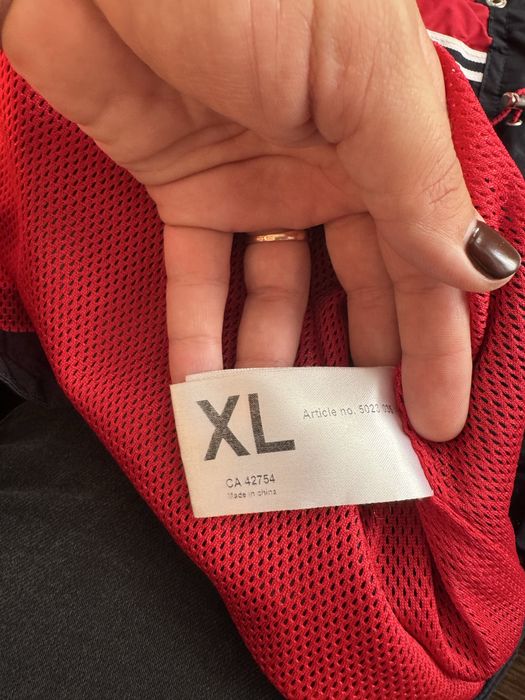 XL
Article no. 5023
CA 42754
Made in china